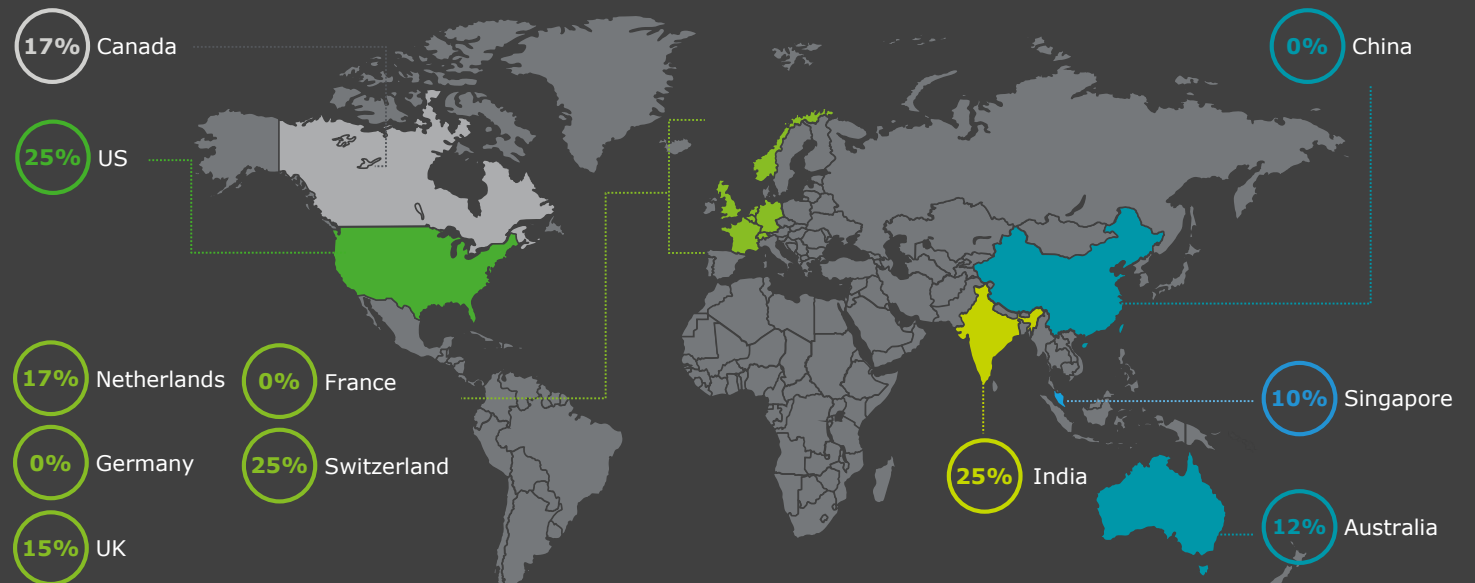 17% Canada
0% China
25% US
17% Netherlands
0% France
10% Singapore
0% Germany
25% Switzerland
25% India
12% Australia
15% UK